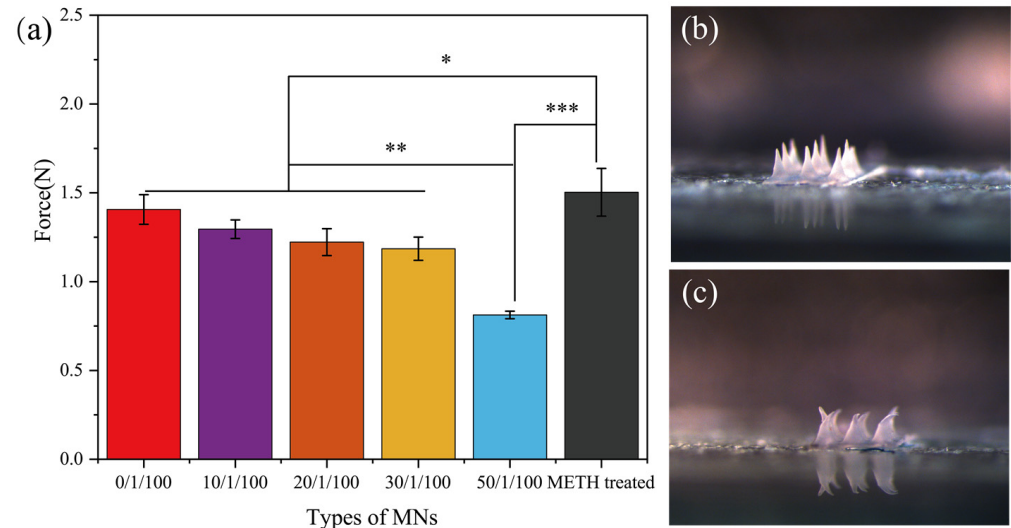 (a)
2.5
2.0
1.5
1.0
0.5
0.0
Force(N)
*
***
**
0/1/100
10/1/100
20/1/100
30/1/100
50/1/100
METH treated
Types of MNs
(b)
(c)